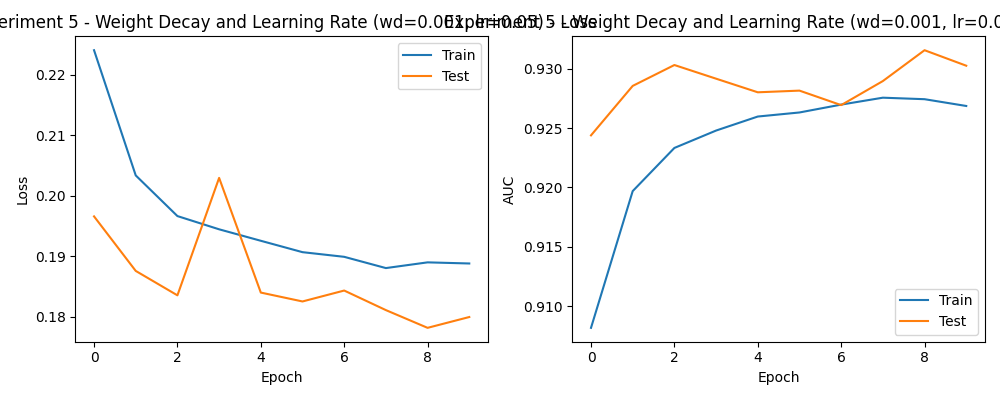 eriment 5 - Weight Decay and Learning Rate (wd=0.001, - Loss
Experiment 5 - Weight Decay and Learning Rate (wd=0.001, lr=0.0
Train
Test
0.22
0.21
0.20
0.19
0.18
Loss
0
2
4
6
8
Epoch
0.930
0.925
0.920
0.915
0.910
AUC
Train
Test
0
2
4
6
8
Epoch